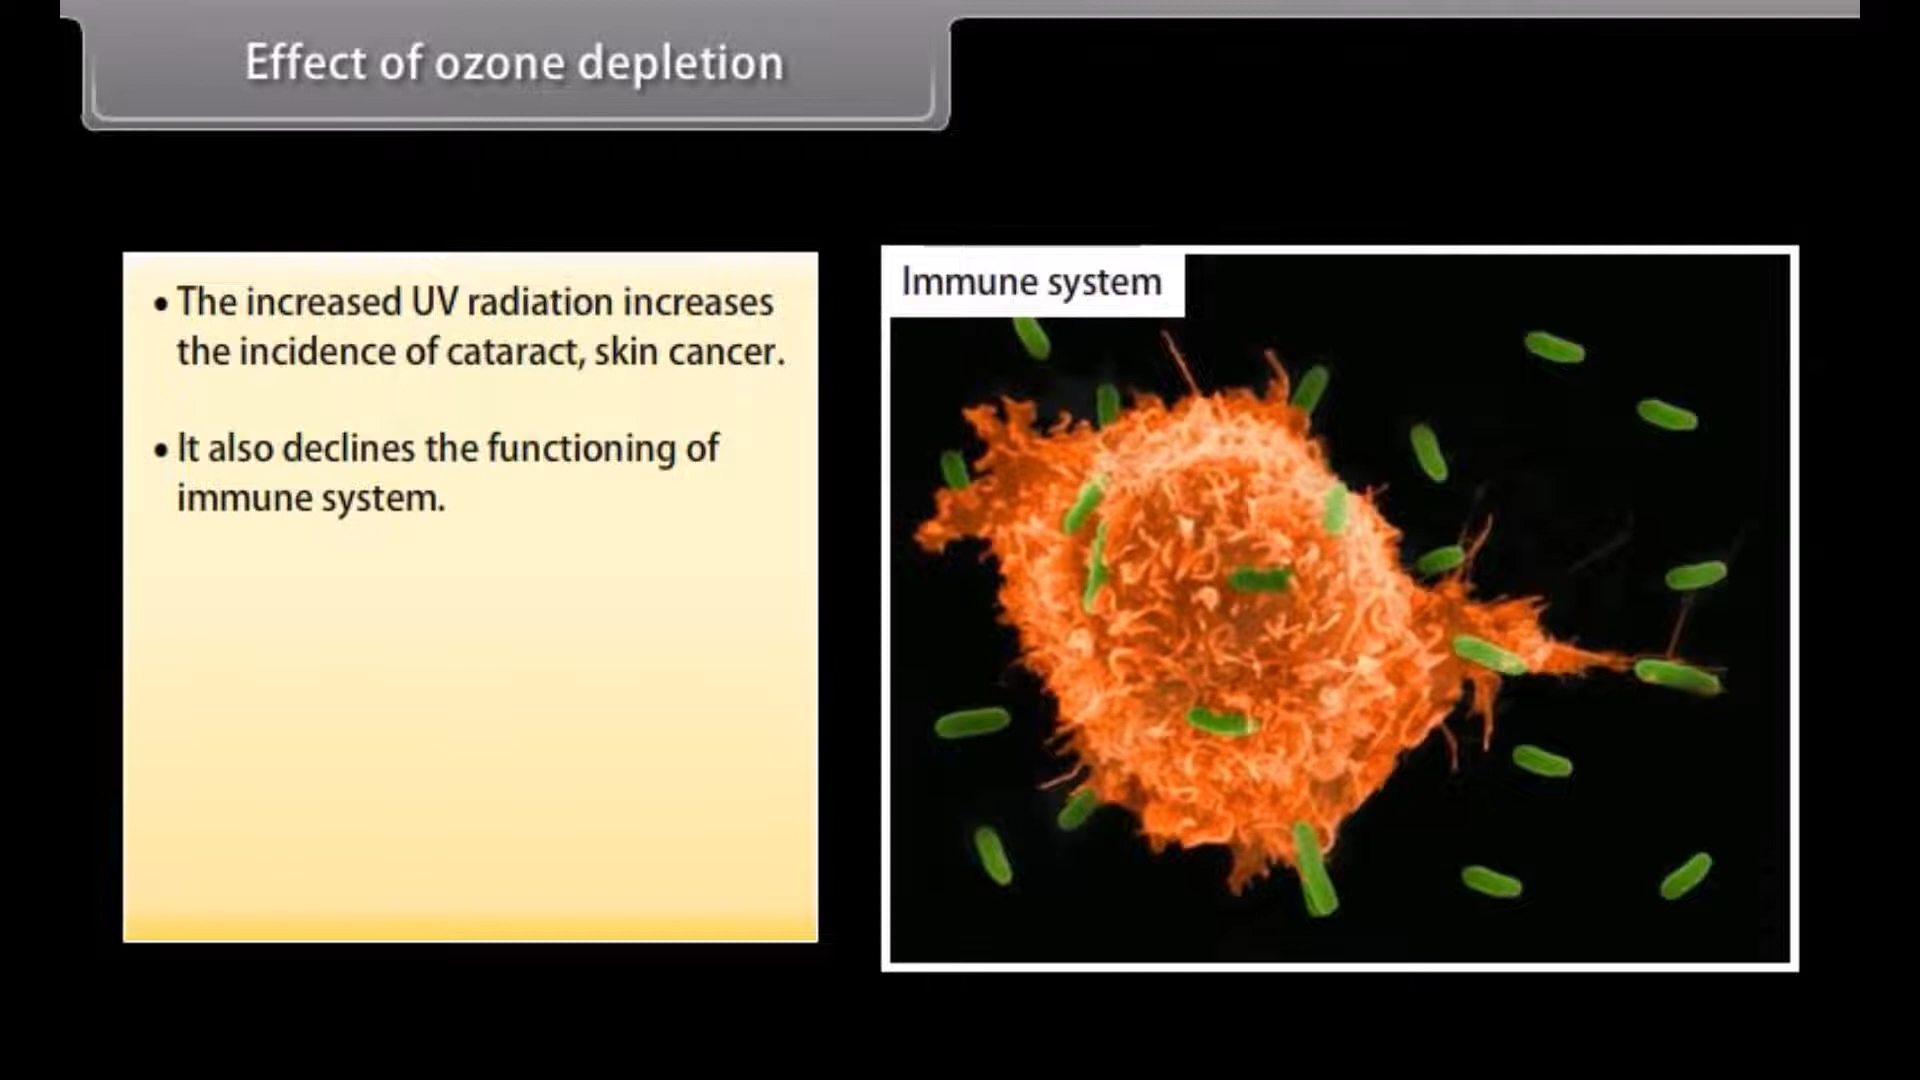 Effect of ozone depletion
• The increased UV radiation increases
the incidence of cataract, skin cancer.
• It also declines the functioning of
immune system.
Immune system